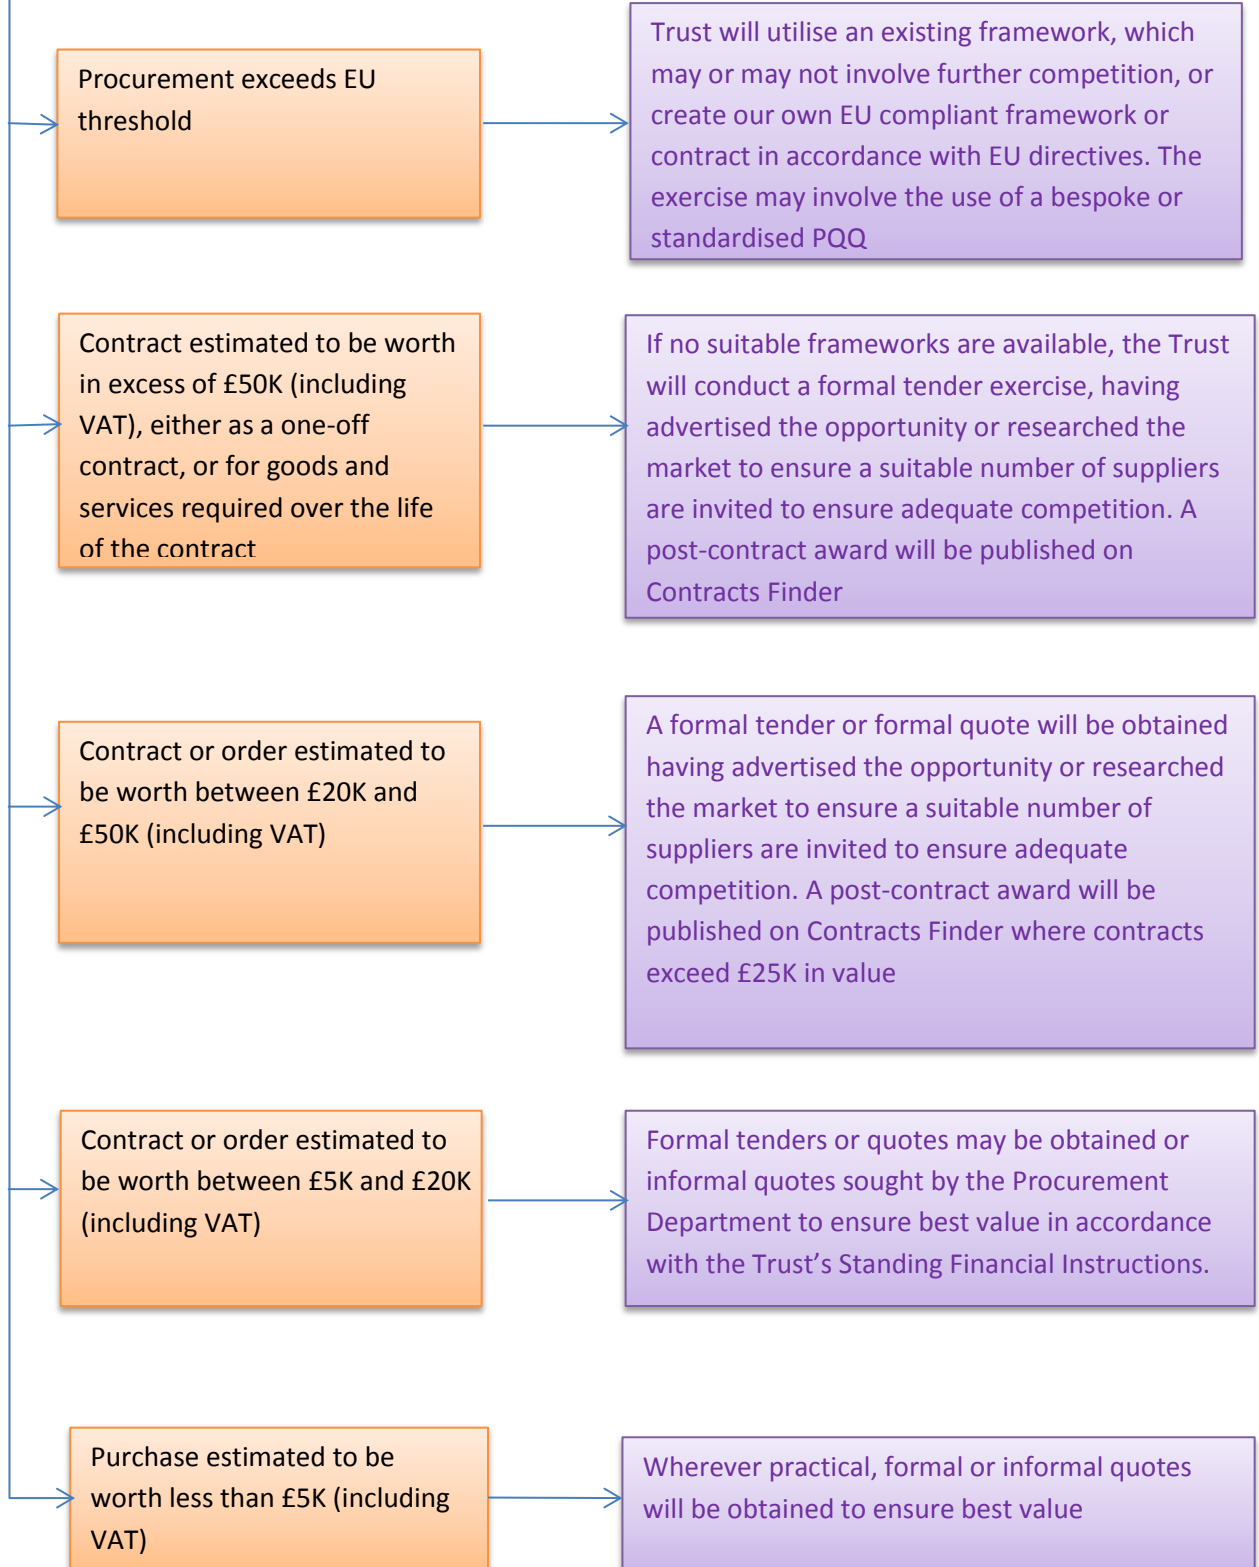 Procurement exceeds EU
threshold
Trust will utilise an existing framework, which
may or may not involve further competition, or
create our own EU compliant framework or
contract in accordance with EU directives. The
exercise may involve the use of a bespoke or
standardised PQQ
Contract estimated to be worth
in excess of £50K (including
VAT), either as a one-off
contract, or for goods and
services required over the life
of the contract
If no suitable frameworks are available, the Trust
will conduct a formal tender exercise, having
advertised the opportunity or researched the
market to ensure a suitable number of suppliers
are invited to ensure adequate competition. A
post-contract award will be published on
Contracts Finder
Contract or order estimated to
be worth between £20K and
£50K (including VAT)
A formal tender or formal quote will be obtained
having advertised the opportunity or researched
the market to ensure a suitable number of
suppliers are invited to ensure adequate
competition. A post-contract award will be
published on Contracts Finder where contracts
exceed £25K in value
Contract or order estimated to
be worth between £5K and £20K
(including VAT)
Formal tenders or quotes may be obtained or
informal quotes sought by the Procurement
Department to ensure best value in accordance
with the Trust’s Standing Financial Instructions.
Purchase estimated to be
worth less than £5K (including
VAT)
Wherever practical, formal or informal quotes
will be obtained to ensure best value